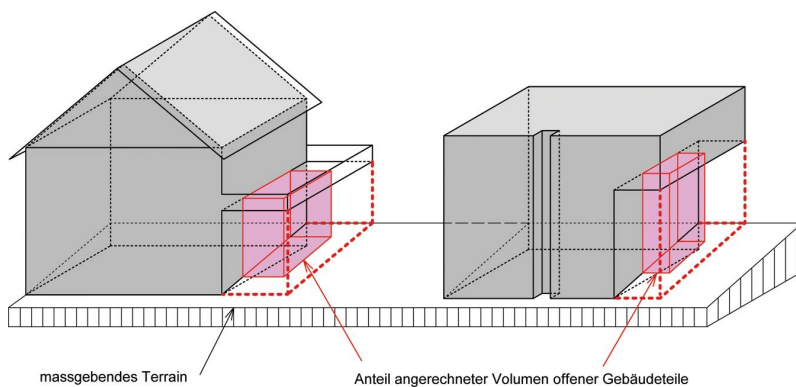 massgebendes Terrain
Anteil angerechneter Volumen offener Gebäudeteile